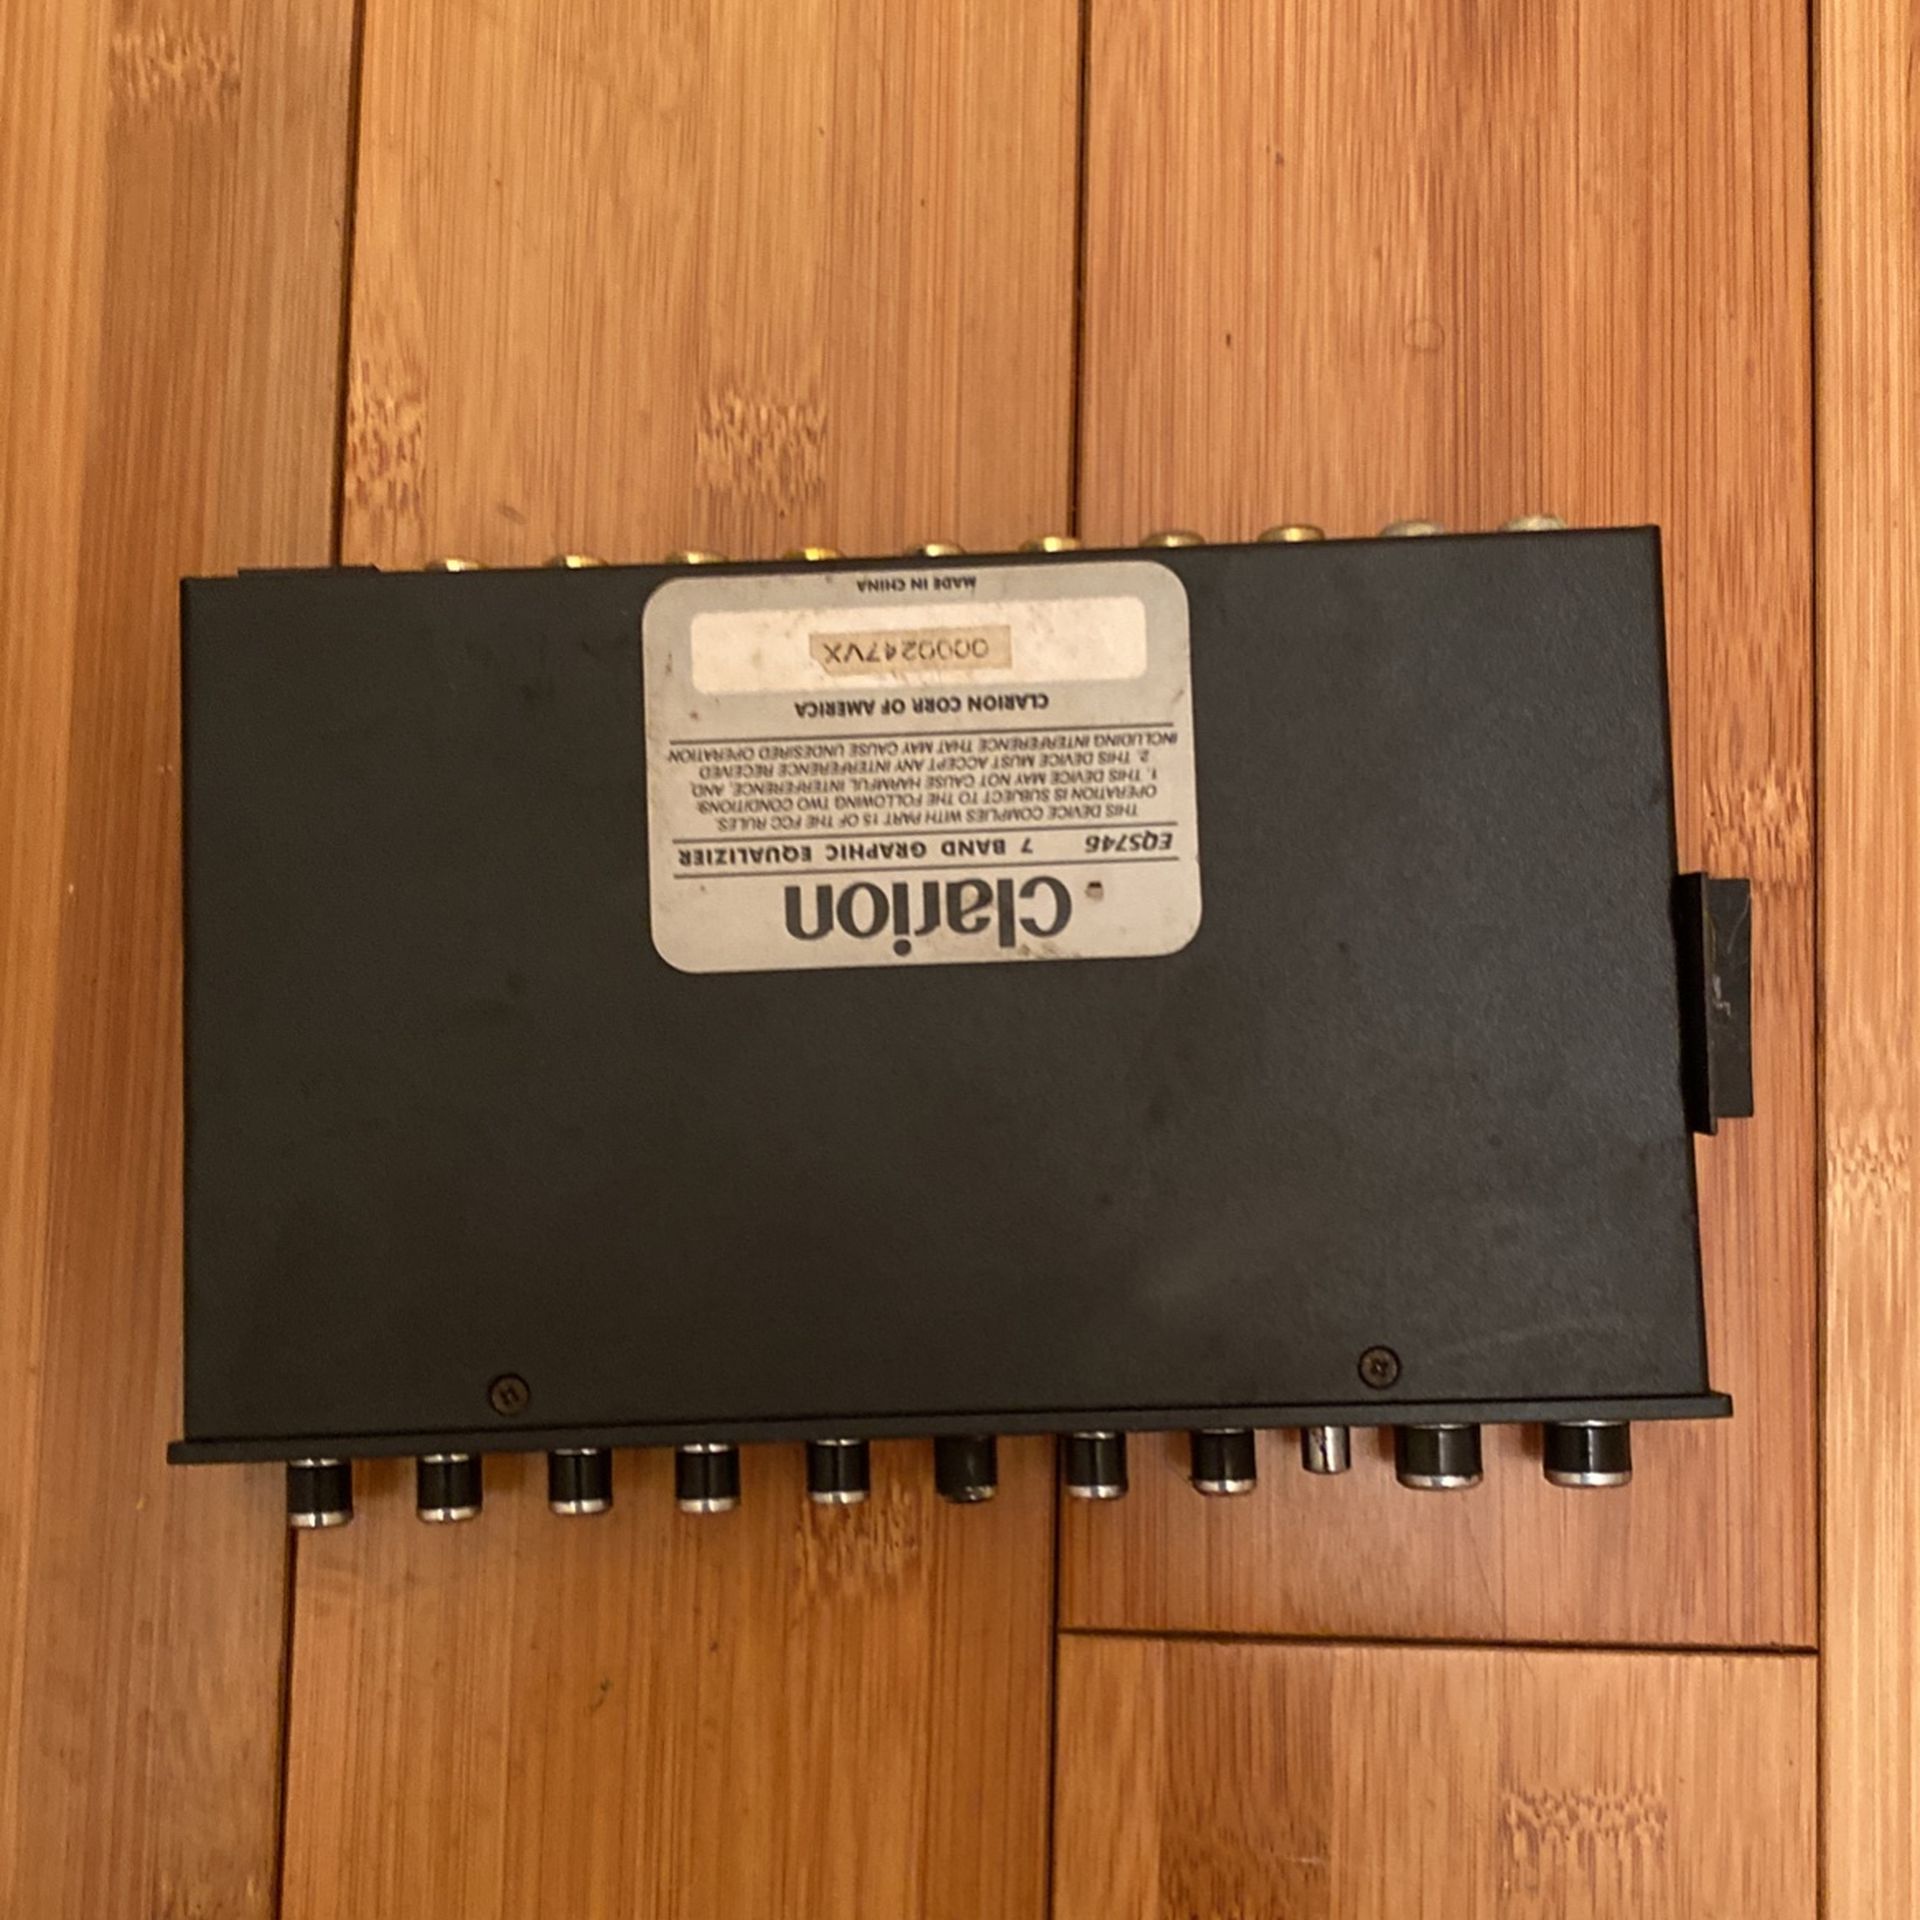 clarion
EQS746 7 BAND GRAPHIC EQUALIZIER
THIS DEVICE COMPLIES WITH PART 15 OF THE FCC RULES.
OPERATION IS SUBJECT TO THE FOLLOWING TWO CONDITIONS:
1. THIS DEVICE MAY NOT CAUSE HARMFUL INTERFERENCE, AND,
2. THIS DEVICE MUST ACCEPT ANY INTERFERENCE RECEIVED
INCLUDING INTERFERENCE THAT MAY CAUSE UNDESIRED OPERATION
CLARION CORP OF AMERICA
0000247VX
MADE IN CHINA